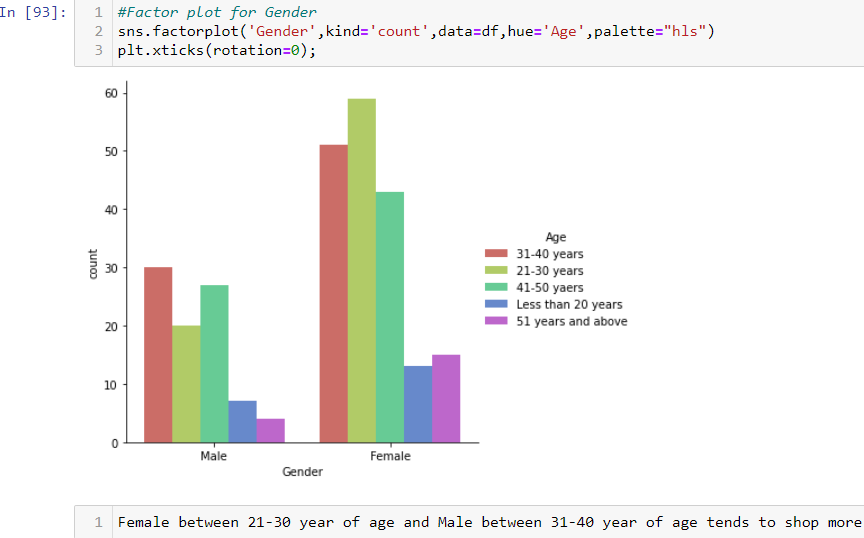 In [93]:
1 #Factor plot for Gender
2 sns.factorplot('Gender',kind='count',data=df,hue='Age',palette="hls")
3 plt.xticks(rotation=0);
60
50
40
30
20
10
0
count
Male Female
Gender
Age
31-40 years
21-30 years
41-50 yaers
Less than 20 years
51 years and above
1 Female between 21-30 year of age and Male between 31-40 year of age tends to shop more